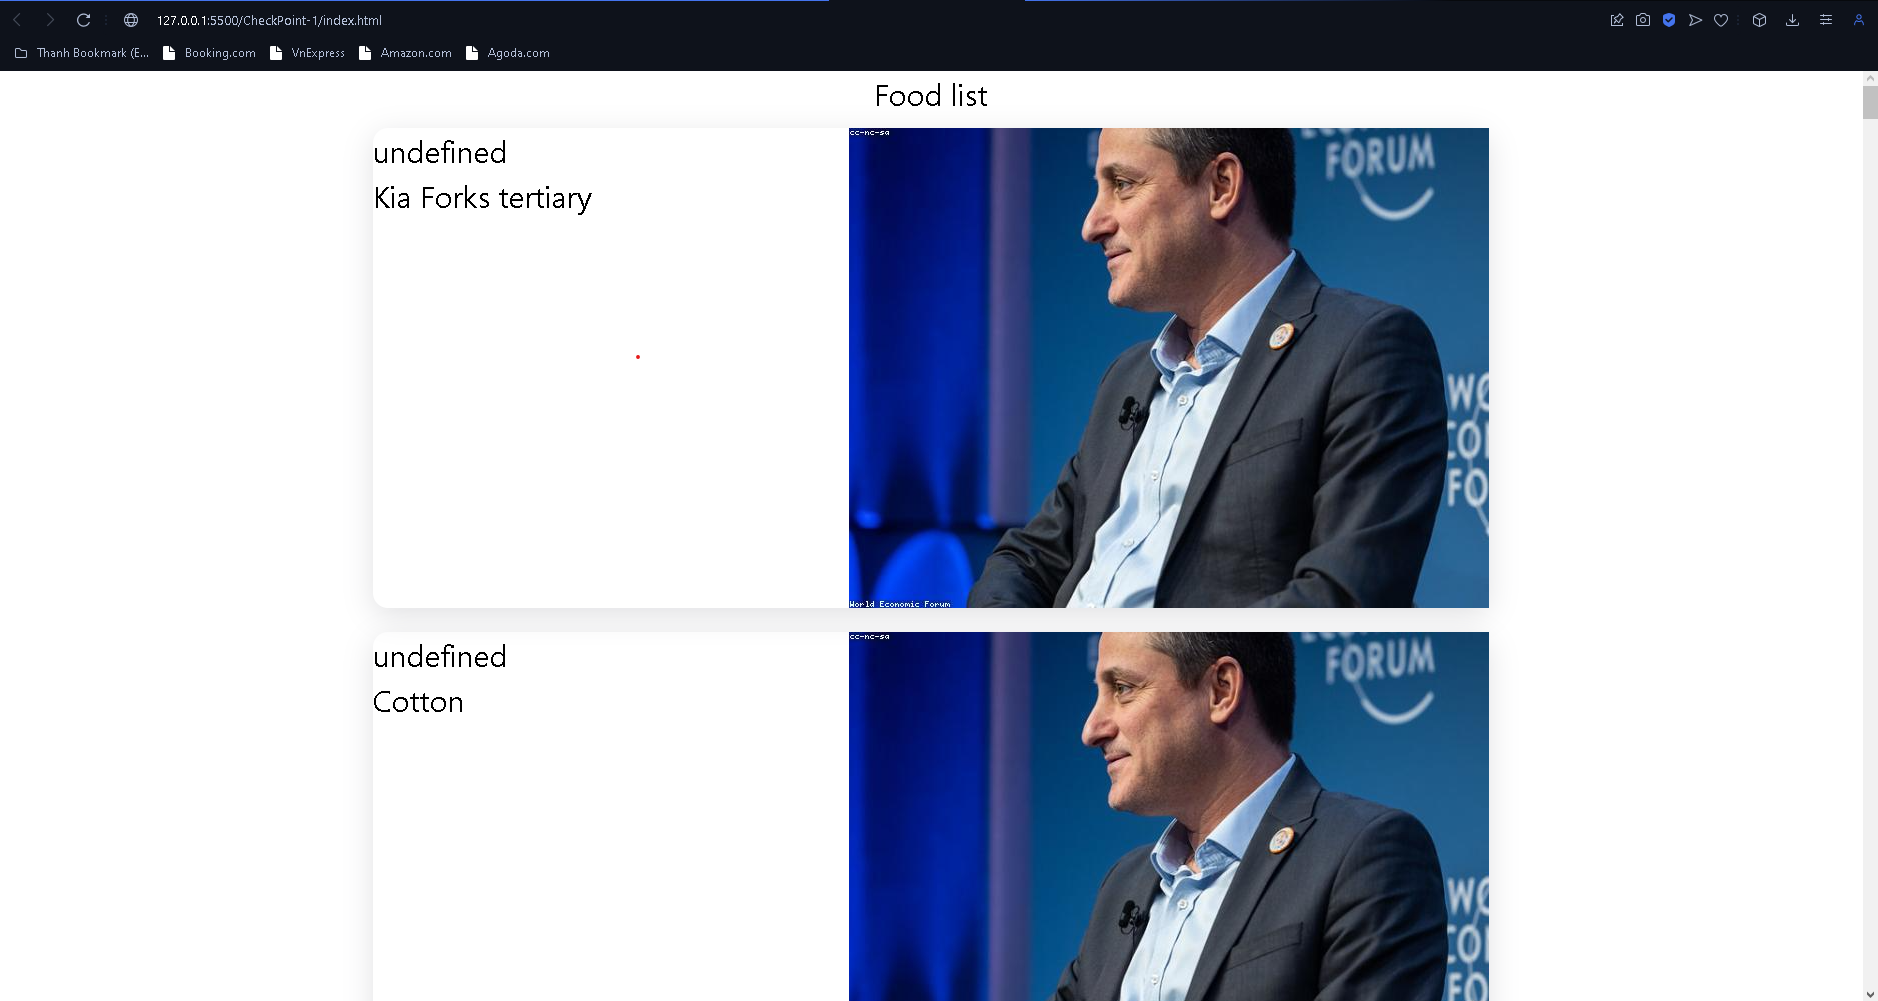 127.0.0.1:5500/CheckPoint-1/index.html
Thanh Bookmark (E... Booking.com VnExpress Amazon.com Agoda.com
Food list
undefined
Kia Forks tertiary
cc-nc-sa
FORUM
WO
CO
FO
World Economic Forum
undefined
Cotton
cc-nc-sa
FORUM
WO
CO
FO